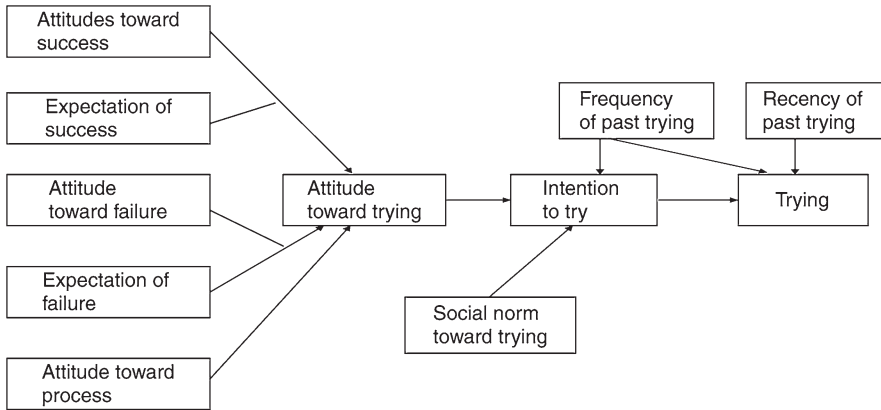 Attitudes toward
success
Expectation of
success
Attitude
toward failure
Expectation of
failure
Attitude toward
process
Attitude
toward trying
Frequency
of past trying
Recency of
past trying
Intention
to try
Trying
Social norm
toward trying